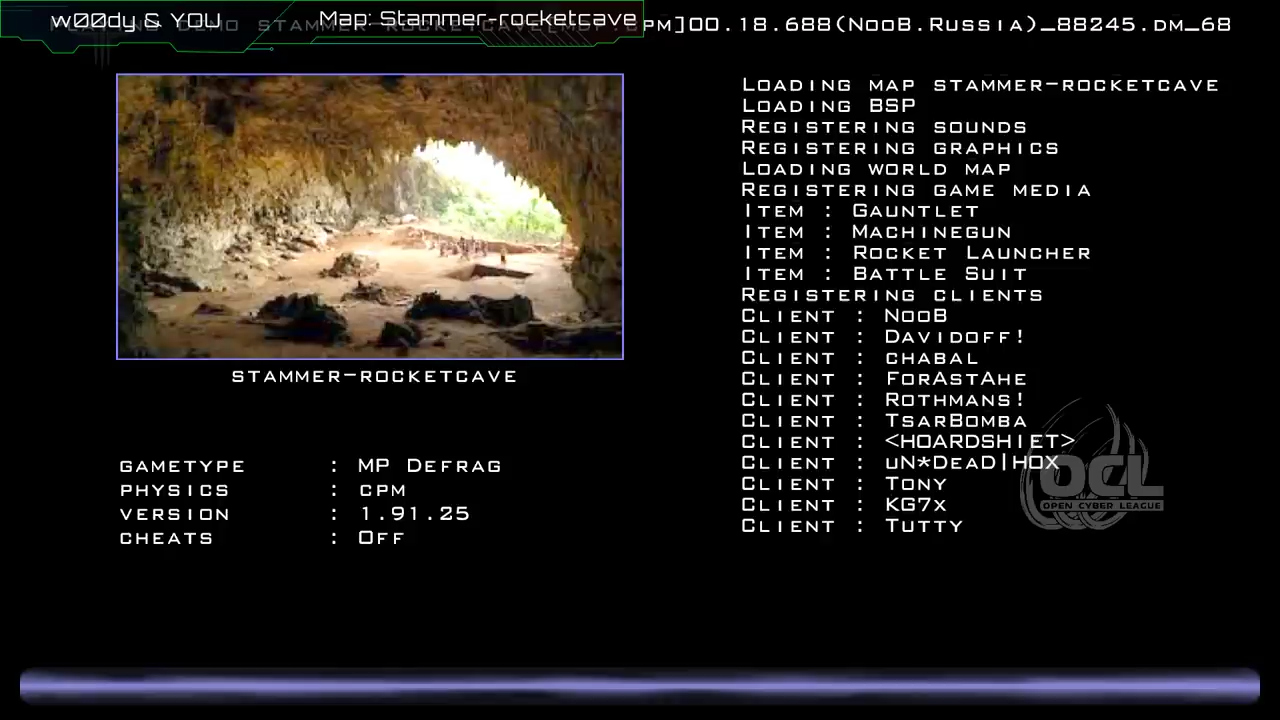 w00dy & YOU
Map: Stammer-rocketcave
PM]00.18.688(NooB.Russia)_88245.dm_68
Loading map stammer-rocketcave
Loading BSP
Registering sounds
Registering graphics
Loading world map
Registering game media
Item : Gauntlet
Item : Machinegun
Item : Rocket Launcher
Item : Battle Suit
Registering clients
Client : NooB
Client : Davidoff!
Client : chabal
Client : ForAstAhe
Client : Rothmans!
Client : TsarBomba
Client : <HOARDSHIET>
Client : uN*DeaD|HOX
Client : Tony
Client : KG7x
Client : Tutty
stammer-rocketcave
gametype : MP Defrag
physics : cpm
version : 1.91.25
cheats : Off
OCL
OPEN CYBER LEAGUE